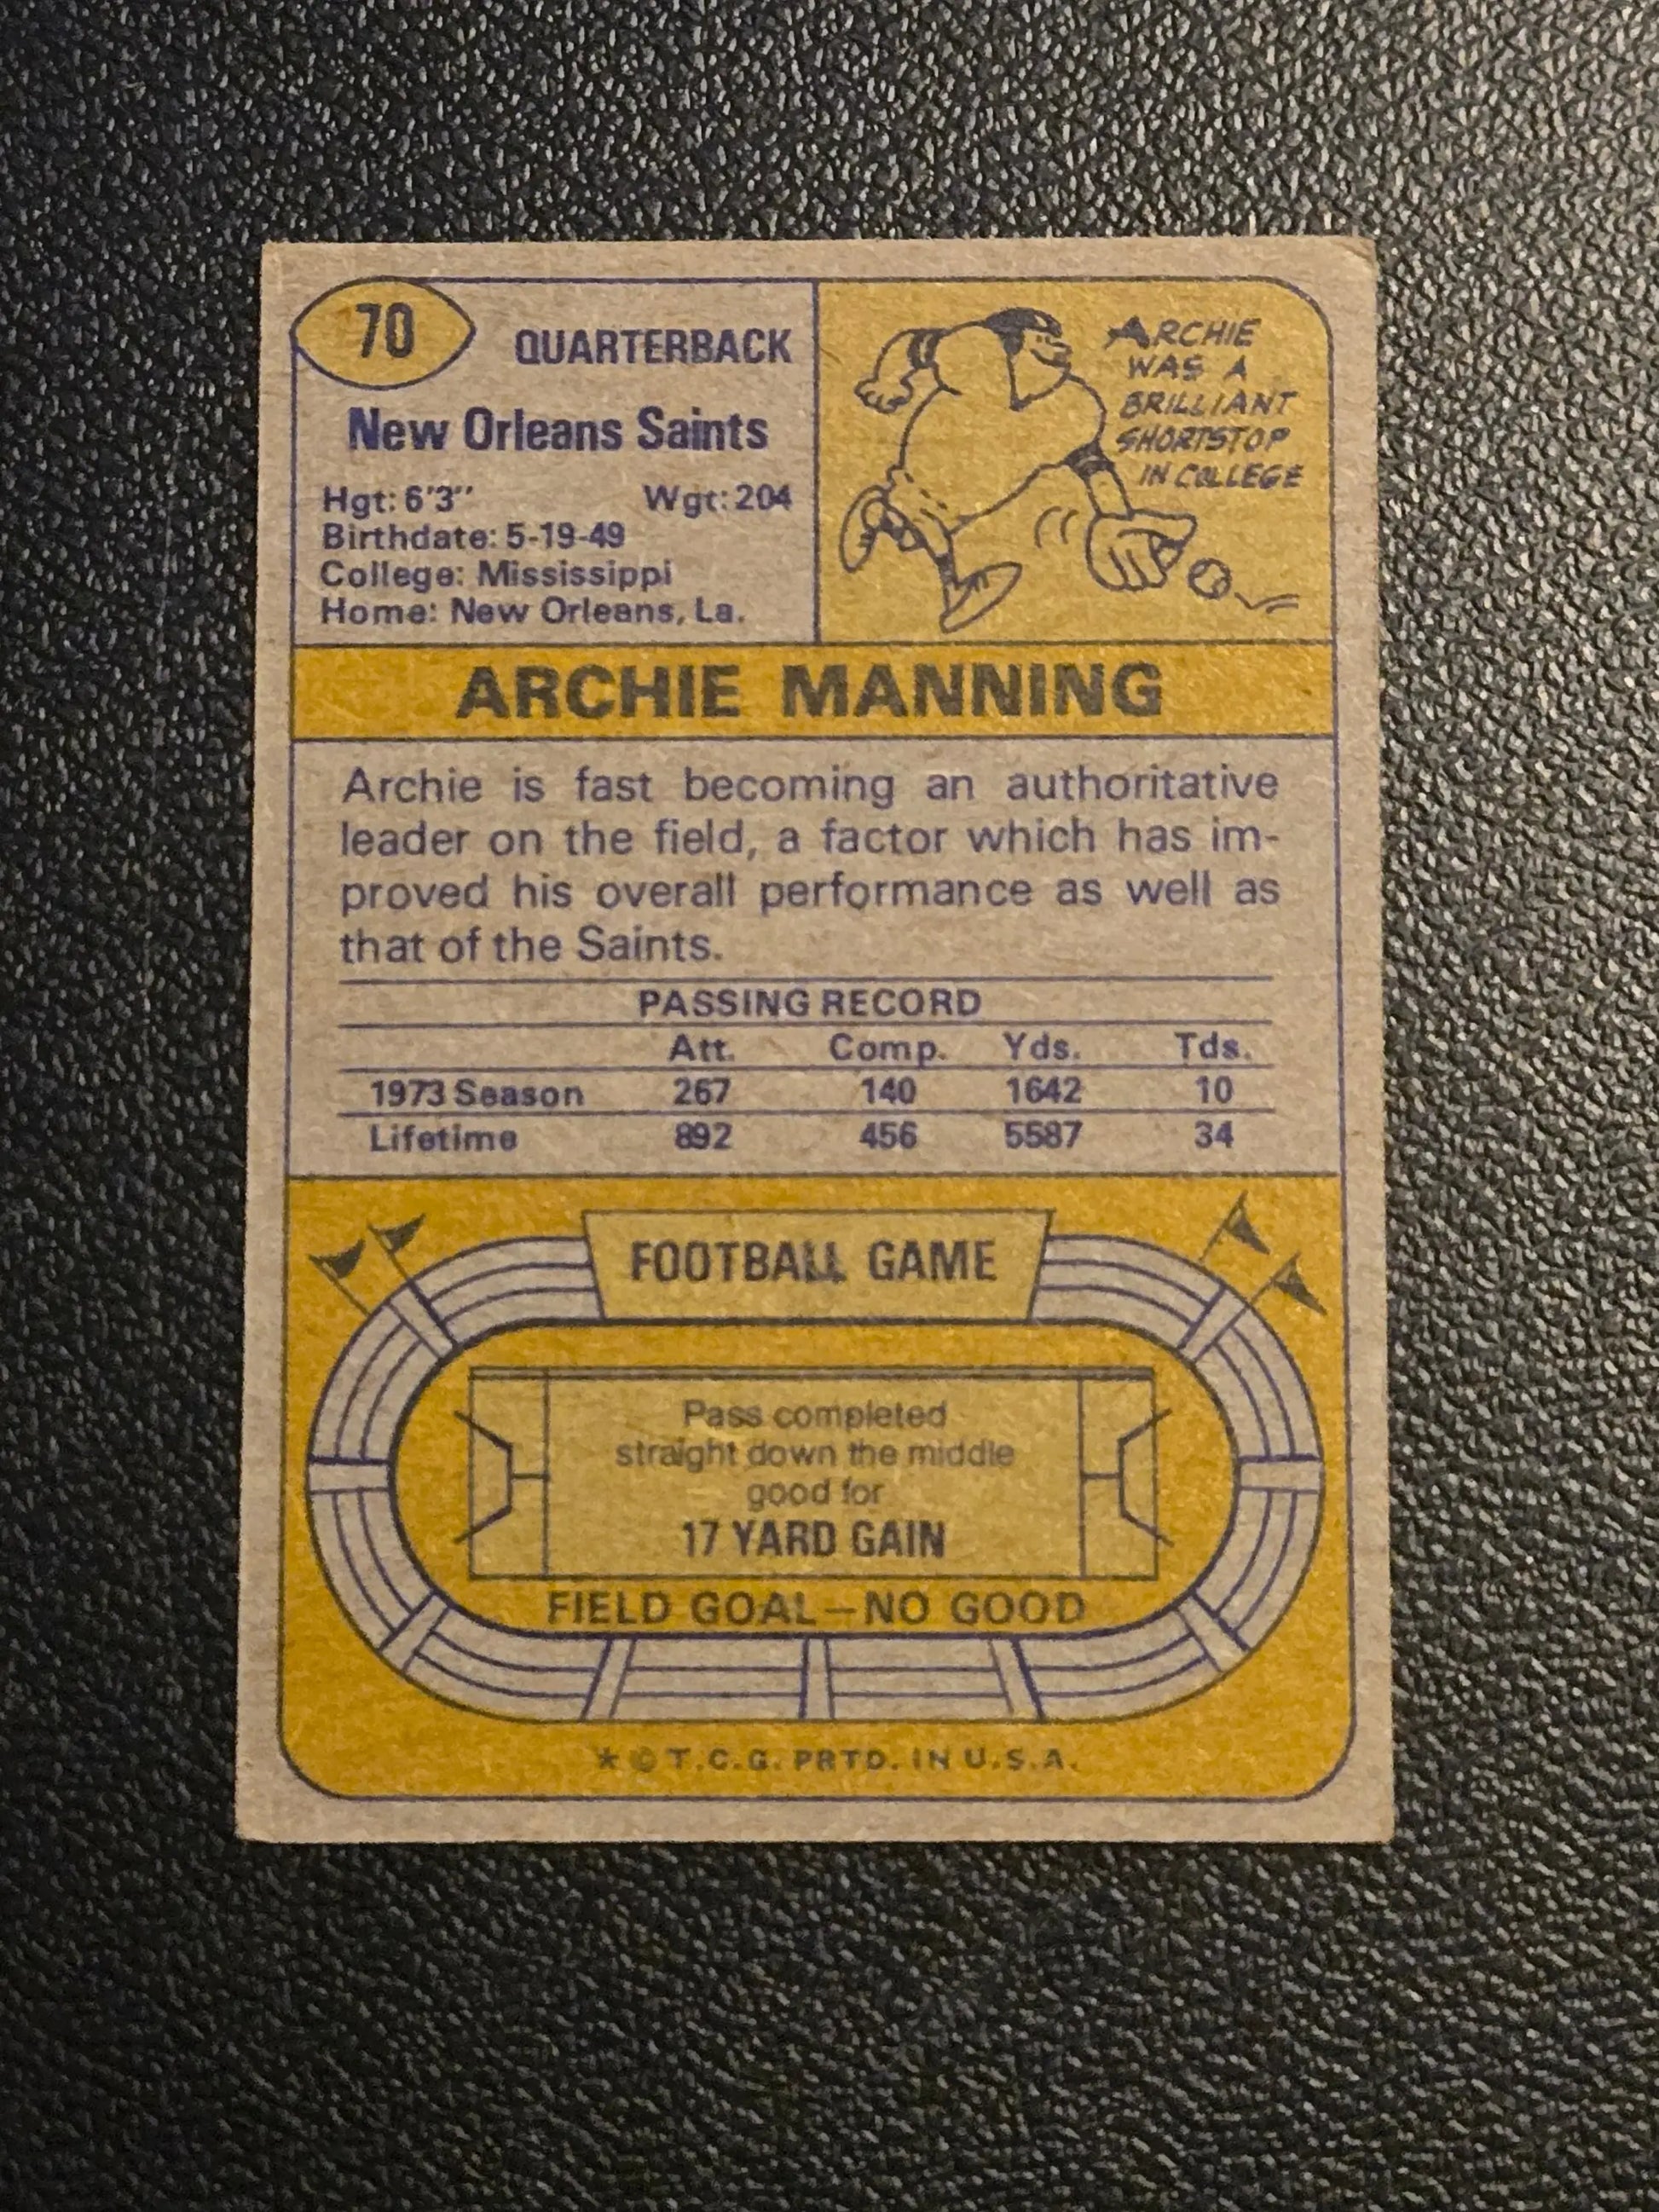 70
QUARTERBACK
New Orleans Saints
Hgt: 6'3" Wgt: 204
Birthdate: 5-19-49
College: Mississippi
Home: New Orleans, La.
ARCHIE
WAS A
BRILLIANT
SHORTSTOP
IN COLLEGE
ARCHIE MANNING
Archie is fast becoming an authoritative
leader on the field, a factor which has im-
proved his overall performance as well as
that of the Saints.
PASSING RECORD
Att. Comp. Yds. Tds.
1973 Season 267 140 1642 10
Lifetime 892 456 5587 34
FOOTBALL GAME
Pass completed
straight down the middle
good for
17 YARD GAIN
FIELD GOAL—NO GOOD
* © T.C.G. PRTD. IN U.S.A.